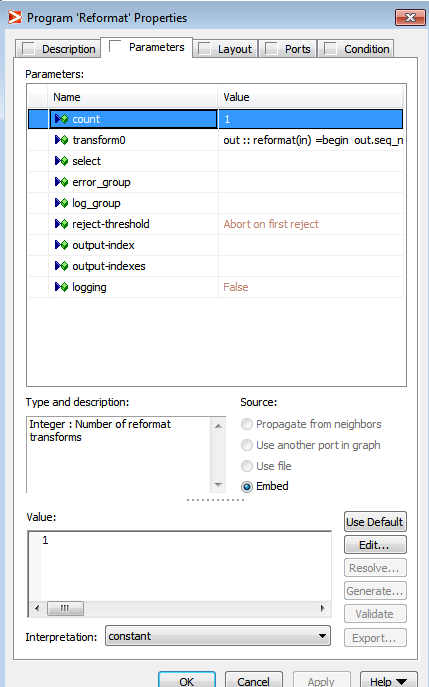 Program 'Reformat' Properties
Description Parameters Layout Ports Condition
Parameters:
Name Value
count 1
transform0 out :: reformat(in) =begin out.seq_n
select
error_group
log_group
reject-threshold Abort on first reject
output-index
output-indexes
logging False
Type and description: Source:
Integer : Number of reformat
transforms
Propagate from neighbors
Use another port in graph
Use file
Embed
Value:
1
Use Default
Edit...
Resolve...
Generate...
Validate
Export...
Interpretation: constant
OK Cancel Apply Help